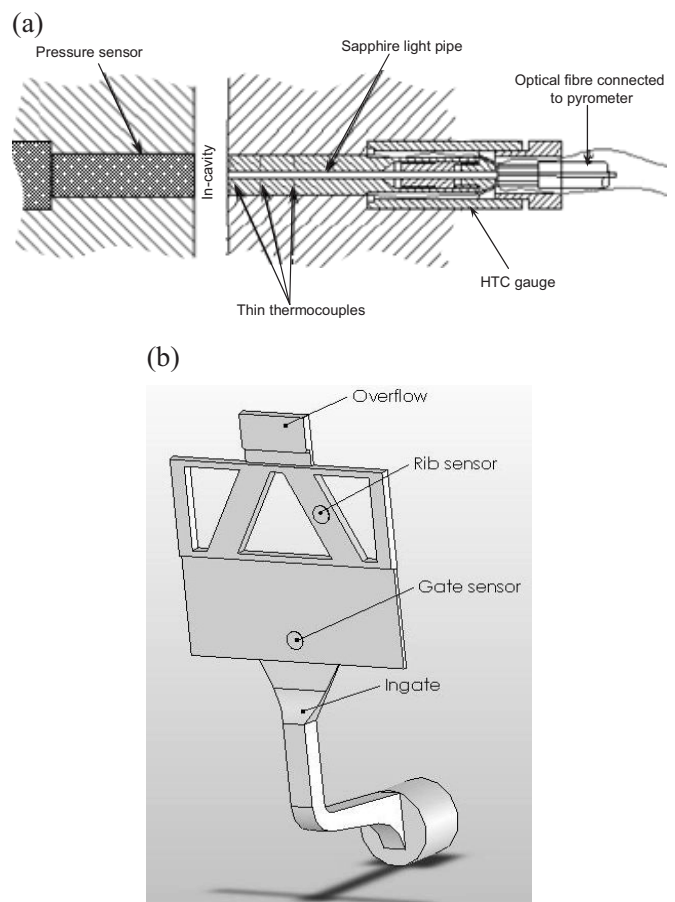 (a)
Pressure sensor
Sapphire light pipe
Optical fibre connected
to pyrometer
In-cavity
HTC gauge
Thin thermocouples
(b)
Overflow
Rib sensor
Gate sensor
Ingate